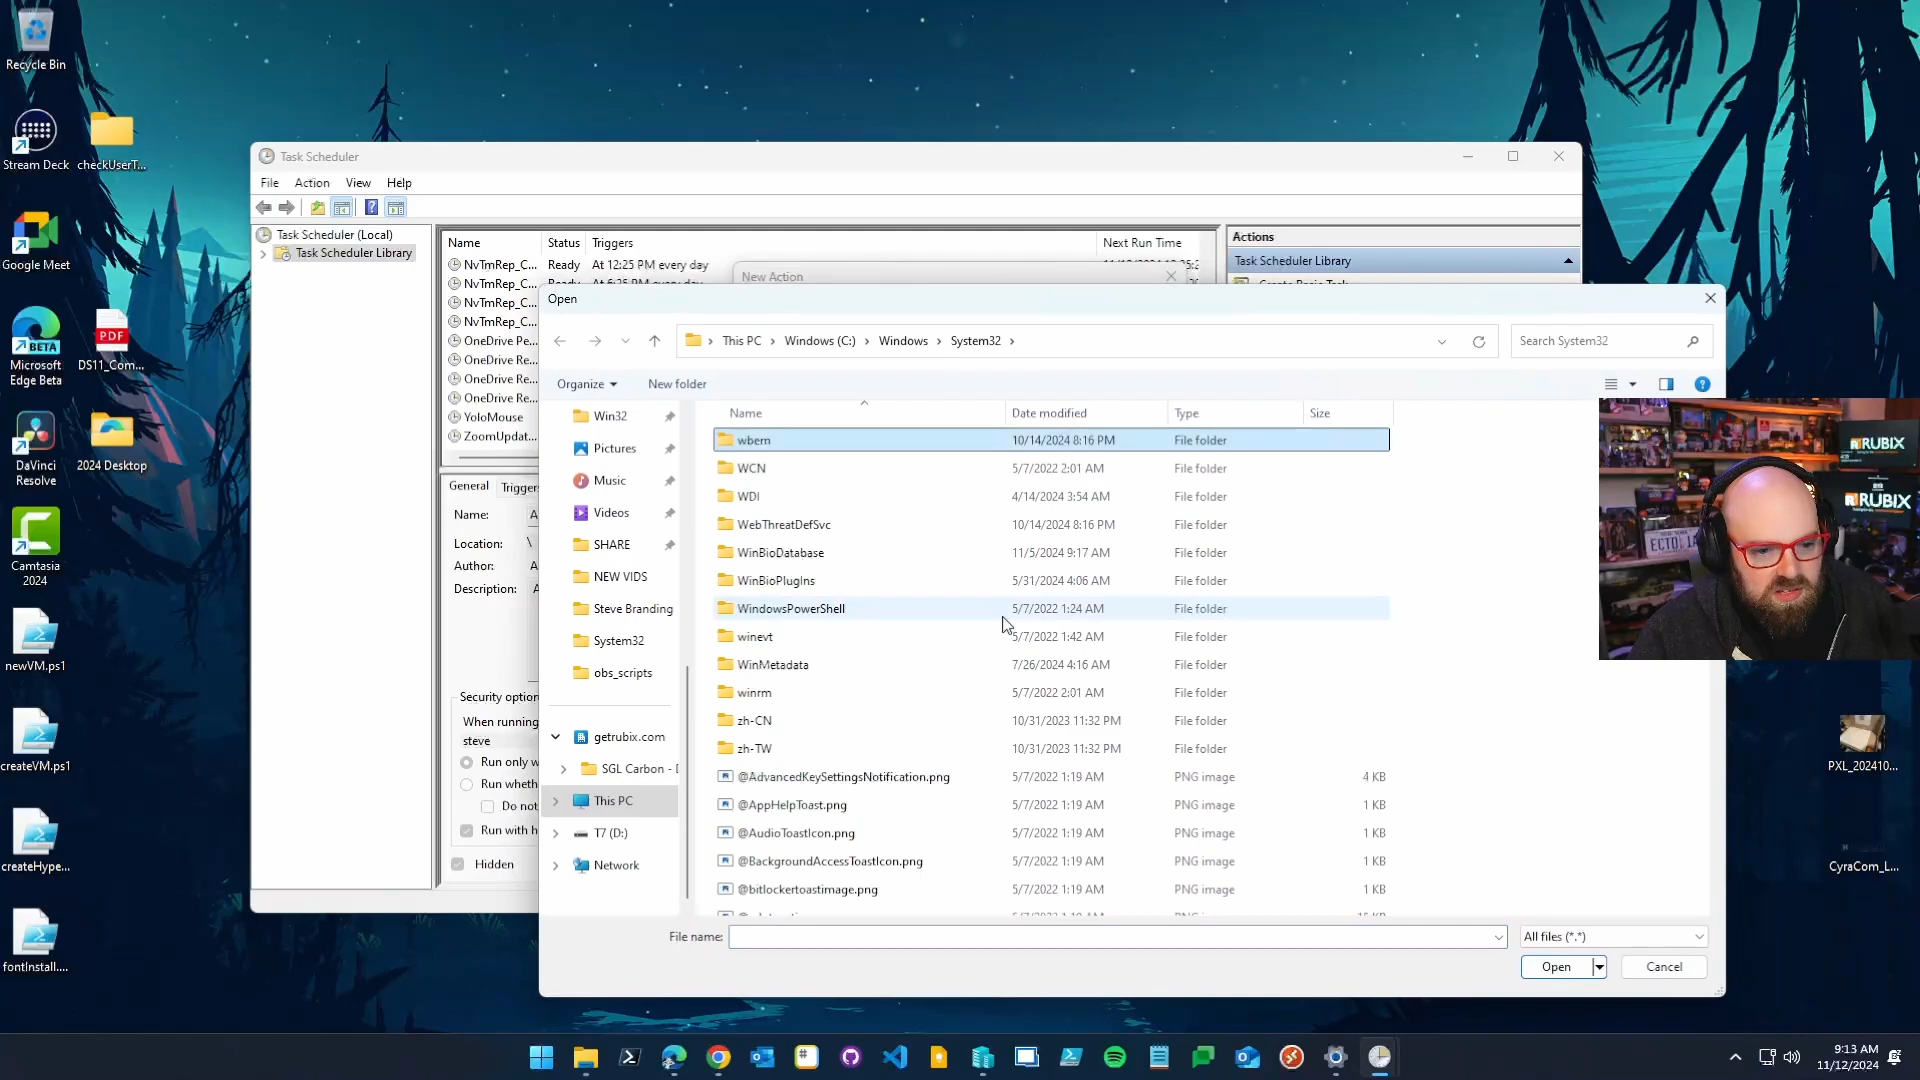 Recycle Bin
Stream Deck
checkUserT...
Google Meet
Microsoft Edge Beta
PDF
DS11_Com...
DaVinci Resolve
2024 Desktop
Camtasia 2024
newVM.ps1
createVM.ps1
createHype...
fontInstall....
PXL_202410...
CyraCom_L...
Task Scheduler
File Action View Help
Task Scheduler (Local)
Task Scheduler Library
Name Status Triggers Next Run Time
NvTmRep_C... Ready At 12:25 PM every day
NvTmRep_C... Ready At 6:25 PM every day
NvTmRep_C...
NvTmRep_C...
OneDrive Pe...
OneDrive Re...
OneDrive Re...
OneDrive Re...
YoloMouse
ZoomUpdat...
Actions
Task Scheduler Library
Create Basic Task
General Triggers
Name: A
Location: \
Author: A
Description: A
Security option
When running
steve
Run only w
Run wheth
Do not
Run with h
Hidden
New Action
Open
This PC > Windows (C:) > Windows > System32 >
Search System32
Organize New folder
Win32
Pictures
Music
Videos
SHARE
NEW VIDS
Steve Branding
System32
obs_scripts
getrubix.com
SGL Carbon - D
This PC
T7 (D:)
Network
Name Date modified Type Size
wbem 10/14/2024 8:16 PM File folder
WCN 5/7/2022 2:01 AM File folder
WDI 4/14/2024 3:54 AM File folder
WebThreatDefSvc 10/14/2024 8:16 PM File folder
WinBioDatabase 11/5/2024 9:17 AM File folder
WinBioPlugIns 5/31/2024 4:06 AM File folder
WindowsPowerShell 5/7/2022 1:24 AM File folder
winevt 5/7/2022 1:42 AM File folder
WinMetadata 7/26/2024 4:16 AM File folder
winrm 5/7/2022 2:01 AM File folder
zh-CN 10/31/2023 11:32 PM File folder
zh-TW 10/31/2023 11:32 PM File folder
@AdvancedKeySettingsNotification.png 5/7/2022 1:19 AM PNG image 4 KB
@AppHelpToast.png 5/7/2022 1:19 AM PNG image 1 KB
@AudioToastIcon.png 5/7/2022 1:19 AM PNG image 1 KB
@BackgroundAccessToastIcon.png 5/7/2022 1:19 AM PNG image 1 KB
@bitlockertoastimage.png 5/7/2022 1:19 AM PNG image 1 KB
File name:
All files (*.*)
Open Cancel
RUBIX
RUBIX
ECTO
9:13 AM
11/12/2024